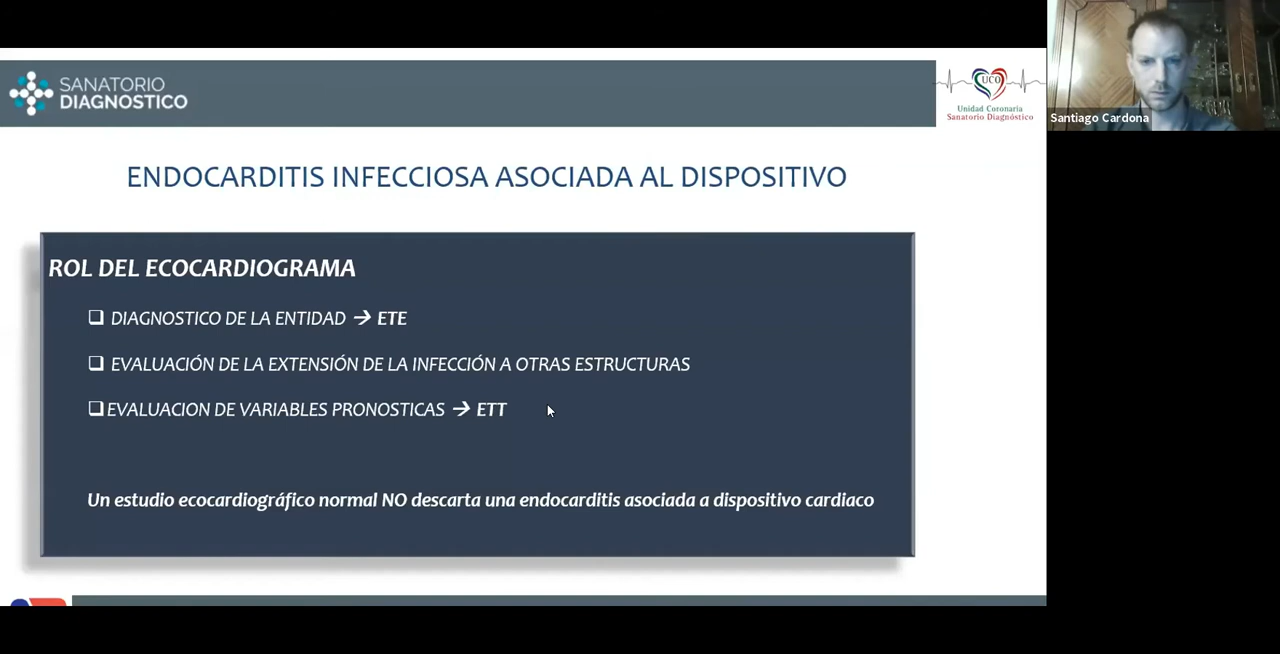 SANATORIO
DIAGNOSTICO
UCO
Unidad Coronaria
Sanatorio Diagnóstico
Santiago Cardona
ENDOCARDITIS INFECCIOSA ASOCIADA AL DISPOSITIVO
ROL DEL ECOCARDIOGRAMA
❑ DIAGNOSTICO DE LA ENTIDAD → ETE
❑ EVALUACIÓN DE LA EXTENSIÓN DE LA INFECCIÓN A OTRAS ESTRUCTURAS
❑ EVALUACION DE VARIABLES PRONOSTICAS → ETT
Un estudio ecocardiográfico normal NO descarta una endocarditis asociada a dispositivo cardiaco